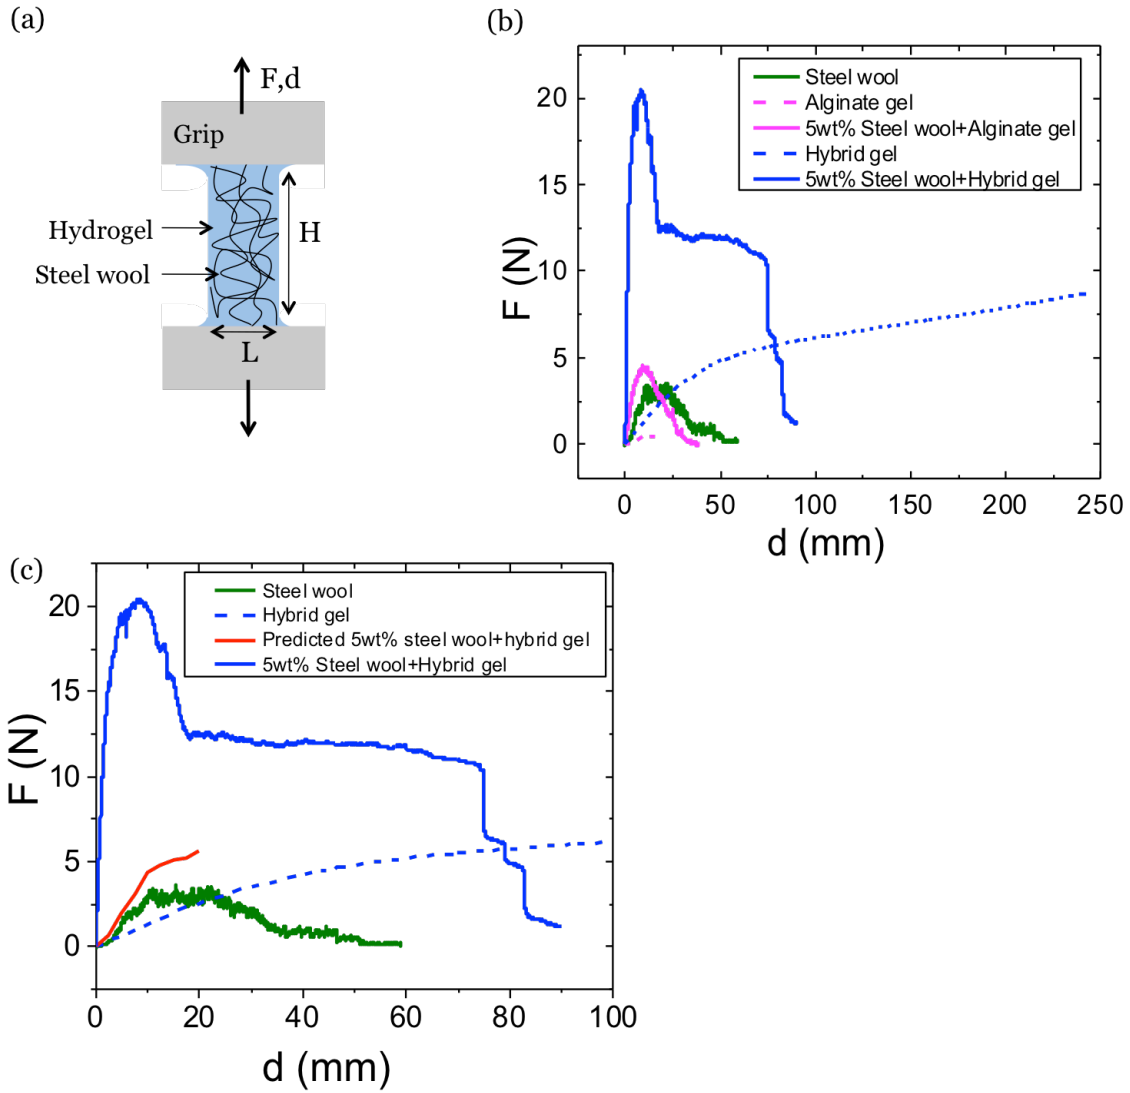 (a)
F,d
Grip
Hydrogel
Steel wool
H
L
(b)
Steel wool
Alginate gel
5wt% Steel wool+Alginate gel
Hybrid gel
5wt% Steel wool+Hybrid gel
20
15
10
5
0
F (N)
0 50 100 150 200 250
d (mm)
(c)
Steel wool
Hybrid gel
Predicted 5wt% steel wool+hybrid gel
5wt% Steel wool+Hybrid gel
20
15
10
5
0
F (N)
0 20 40 60 80 100
d (mm)